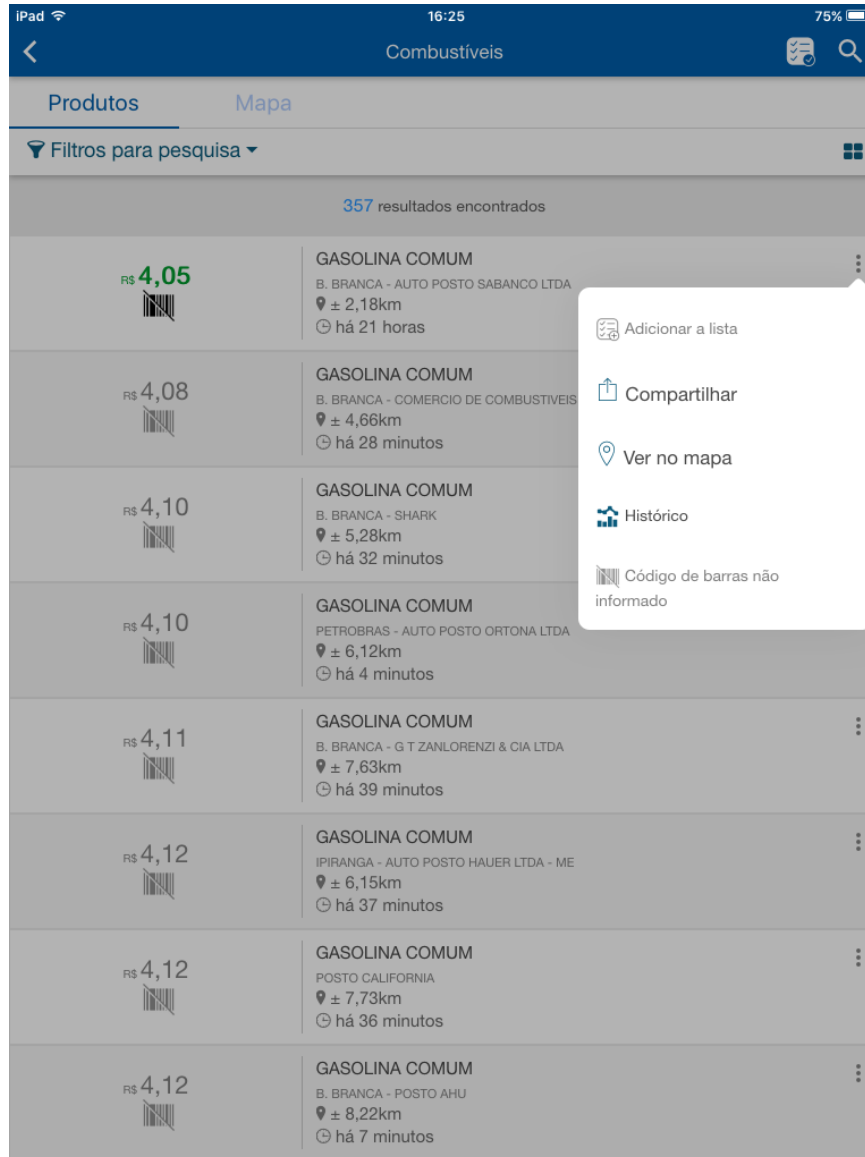 iPad 16:25 75%
Combustíveis
Produtos Mapa
Filtros para pesquisa
357 resultados encontrados
R$ 4,05
GASOLINA COMUM
B. BRANCA - AUTO POSTO SABANCO LTDA
± 2,18km
há 21 horas
Adicionar a lista
Compartilhar
Ver no mapa
Histórico
Código de barras não
informado
R$ 4,08
GASOLINA COMUM
B. BRANCA - COMERCIO DE COMBUSTIVEIS
± 4,66km
há 28 minutos
R$ 4,10
GASOLINA COMUM
B. BRANCA - SHARK
± 5,28km
há 32 minutos
R$ 4,10
GASOLINA COMUM
PETROBRAS - AUTO POSTO ORTONA LTDA
± 6,12km
há 4 minutos
R$ 4,11
GASOLINA COMUM
B. BRANCA - G T ZANLORENZI & CIA LTDA
± 7,63km
há 39 minutos
R$ 4,12
GASOLINA COMUM
IPIRANGA - AUTO POSTO HAUER LTDA - ME
± 6,15km
há 37 minutos
R$ 4,12
GASOLINA COMUM
POSTO CALIFORNIA
± 7,73km
há 36 minutos
R$ 4,12
GASOLINA COMUM
B. BRANCA - POSTO AHU
± 8,22km
há 7 minutos